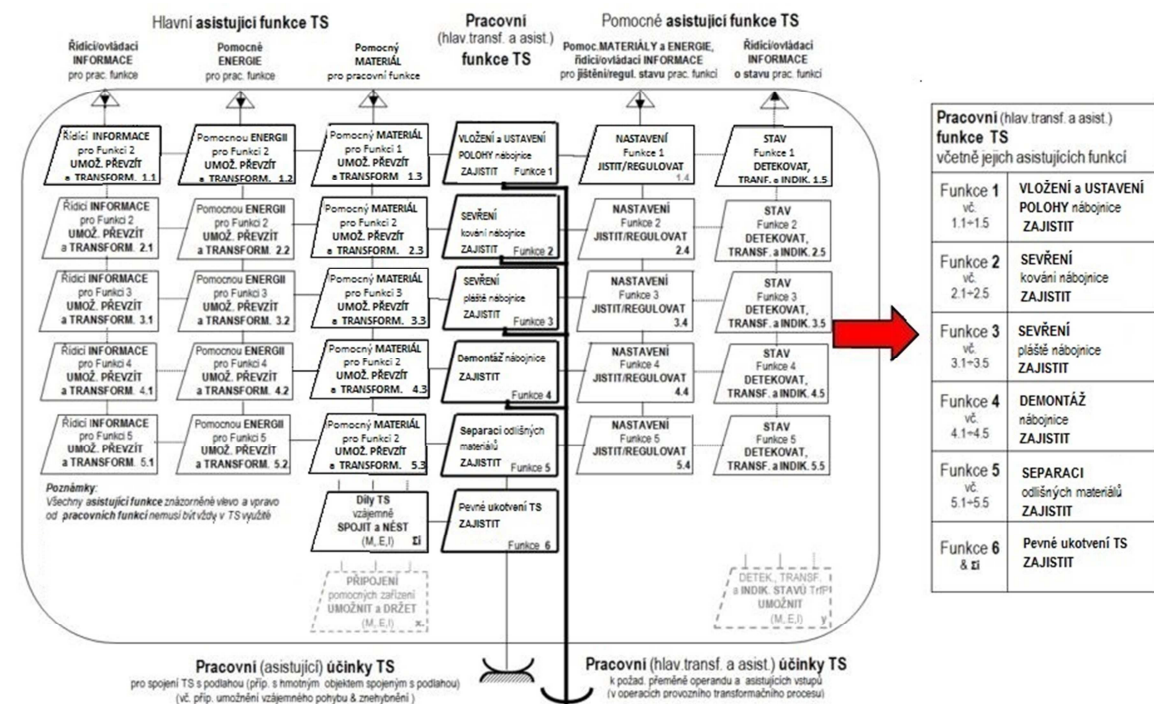 Hlavní asistující funkce TS
Řídicí/ovládací
INFORMACE
pro prac. funkce
Pomocné
ENERGIE
pro prac. funkce
Pomocný
MATERIÁL
pro pracovní funkce
Pracovní
(hlav.transf. a asist.)
funkce TS
Pomocné asistující funkce TS
Pomoc.MATERIÁLY a ENERGIE,
řídicí/ovládací INFORMACE
pro jištění/regul. stavu prac. funkcí
Řídicí/ovládací
INFORMACE
o stavu prac. funkcí
Řídicí INFORMACE
pro Funkci 2
UMOŽ. PŘEVZÍT
a TRANSFORM. 1.1
Pomocnou ENERGII
pro Funkci 2
UMOŽ. PŘEVZÍT
a TRANSFORM. 1.2
Pomocný MATERIÁL
pro Funkci 1
UMOŽ. PŘEVZÍT
a TRANSFORM 1.3
VLOŽENÍ a USTAVENÍ
POLOHY nábojnice
ZAJISTIT
Funkce 1
NASTAVENÍ
Funkce 1
JISTIT/REGULOVAT
1.4
STAV
Funkce 1
DETEKOVAT,
TRANF. a INDIK. 1.5
Řídicí INFORMACE
pro Funkci 2
UMOŽ. PŘEVZÍT
a TRANSFORM. 2.1
Pomocnou ENERGII
pro Funkci 2
UMOŽ. PŘEVZÍT
a TRANSFORM. 2.2
Pomocný MATERIÁL
pro Funkci 2
UMOŽ. PŘEVZÍT
a TRANSFORM. 2.3
SEVŘENÍ
kování nábojnice
ZAJISTIT
Funkce 2
NASTAVENÍ
Funkce 2
JISTIT/REGULOVAT
2.4
STAV
Funkce 2
DETEKOVAT,
TRANSF. a INDIK. 2.5
Řídicí INFORMACE
pro Funkci 3
UMOŽ. PŘEVZÍT
a TRANSFORM. 3.1
Pomocnou ENERGII
pro Funkci 3
UMOŽ. PŘEVZÍT
a TRANSFORM. 3.2
Pomocný MATERIÁL
pro Funkci 3
UMOŽ. PŘEVZÍT
a TRANSFORM. 3.3
SEVŘENÍ
pláště nábojnice
ZAJISTIT
Funkce 3
NASTAVENÍ
Funkce 3
JISTIT/REGULOVAT
3.4
STAV
Funkce 3
DETEKOVAT,
TRANSF. a INDIK. 3.5
Řídicí INFORMACE
pro Funkci 4
UMOŽ. PŘEVZÍT
a TRANSFORM. 4.1
Pomocnou ENERGII
pro Funkci 4
UMOŽ. PŘEVZÍT
a TRANSFORM. 4.2
Pomocný MATERIÁL
pro Funkci 2
UMOŽ. PŘEVZÍT
a TRANSFORM. 4.3
Demontáž nábojnice
ZAJISTIT
Funkce 4
NASTAVENÍ
Funkce 4
JISTIT/REGULOVAT
4.4
STAV
Funkce 4
DETEKOVAT,
TRANSF. a INDIK. 4.5
Řídicí INFORMACE
pro Funkci 5
UMOŽ. PŘEVZÍT
a TRANSFORM. 5.1
Pomocnou ENERGII
pro Funkci 5
UMOŽ. PŘEVZÍT
a TRANSFORM. 5.2.
Pomocný MATERIÁL
pro Funkci 2
UMOŽ. PŘEVZÍT
a TRANSFORM. 5.3
Separaci odlišných
materiálů
ZAJISTIT
Funkce 5
NASTAVENÍ
Funkce 5
JISTIT/REGULOVAT
5.4
STAV
Funkce 5
DETEKOVAT,
TRANSF. a INDIK. 5.5
Poznámky:
Všechny asistující funkce znázorněné vlevo a vpravo
od pracovních funkcí nemusí být vždy v TS využité
Díly TS
vzájemně
SPOJIT a NÉST
(M, E,I) Σi
Pevné ukotvení TS
ZAJISTIT
Funkce 6
PŘIPOJENÍ
pomocných zařízení
UMOŽNIT a DRŽET
(M, E,I) x.
DETEK., TRANSF.
a INDIK. STAVŮ TrfP
UMOŽNIT
(M, E,I) y
Pracovní (asistující) účinky TS
pro spojení TS s podlahou (příp. s hmotným objektem spojeným s podlahou)
(vč. příp. umožnění vzájemného pohybu & znehybnění )
Pracovní (hlav.transf. a asist.) účinky TS
k požad. přeměně operandu a asistujících vstupů
(v operacích provozního transformačního procesu)
Pracovní (hlav.transf. a asist.)
funkce TS
včetně jejich asistujících funkcí
Funkce 1
vč.
1.1÷1.5
VLOŽENÍ a USTAVENÍ
POLOHY nábojnice
ZAJISTIT
Funkce 2
vč.
2.1÷2.5
SEVŘENÍ
kování nábojnice
ZAJISTIT
Funkce 3
vč.
3.1÷3.5
SEVŘENÍ
pláště nábojnice
ZAJISTIT
Funkce 4
vč.
4.1÷4.5
DEMONTÁŽ
nábojnice
ZAJISTIT
Funkce 5
vč.
5.1÷5.5
SEPARACI
odlišných materiálů
ZAJISTIT
Funkce 6
& Σi
Pevné ukotvení TS
ZAJISTIT